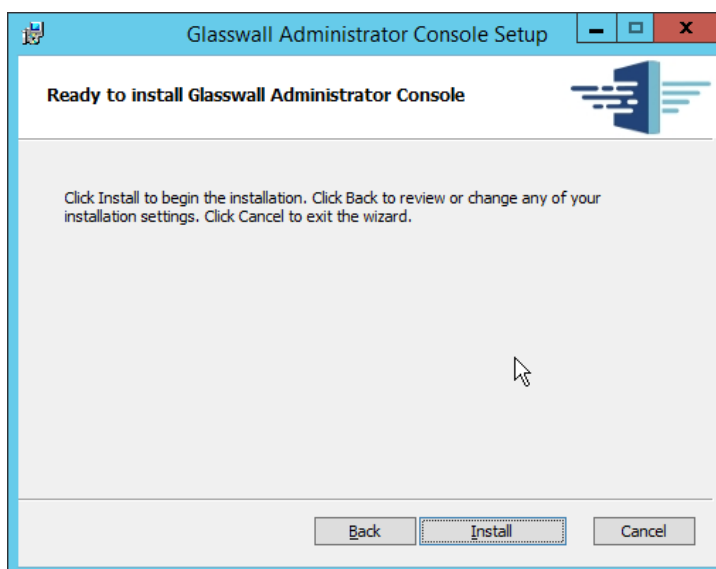 Glasswall Administrator Console Setup
Ready to install Glasswall Administrator Console
Click Install to begin the installation. Click Back to review or change any of your
installation settings. Click Cancel to exit the wizard.
Back Install Cancel